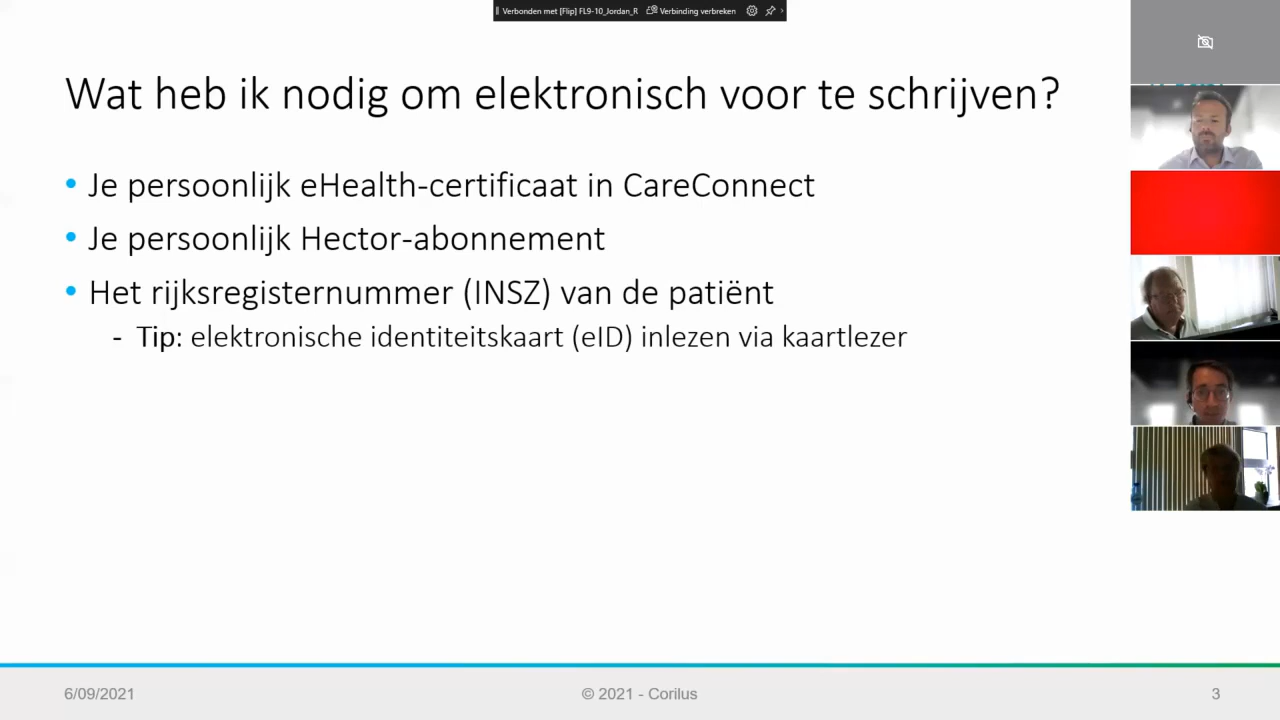 Verbonden met [Flip] FL9-10_Jordan_R Verbinding verbreken
Wat heb ik nodig om elektronisch voor te schrijven?
• Je persoonlijk eHealth-certificaat in CareConnect
• Je persoonlijk Hector-abonnement
• Het rijksregisternummer (INSZ) van de patiënt
- Tip: elektronische identiteitskaart (eID) inlezen via kaartlezer
6/09/2021 © 2021 - Corilus 3